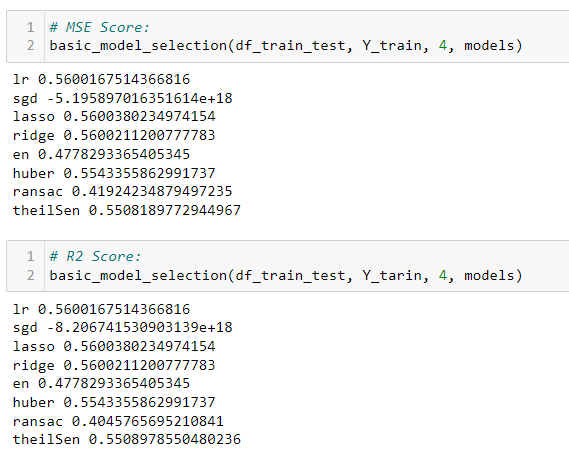 1 # MSE Score:
2 basic_model_selection(df_train_test, Y_train, 4, models)
lr 0.5600167514366816
sgd -5.195897016351614e+18
lasso 0.5600380234974154
ridge 0.5600211200777783
en 0.4778293365405345
huber 0.5543355862991737
ransac 0.41924234879497235
theilSen 0.5508189772944967
1 # R2 Score:
2 basic_model_selection(df_train_test, Y_tarin, 4, models)
lr 0.5600167514366816
sgd -8.206741530903139e+18
lasso 0.5600380234974154
ridge 0.5600211200777783
en 0.4778293365405345
huber 0.5543355862991737
ransac 0.4045765695210841
theilSen 0.5508978550480236